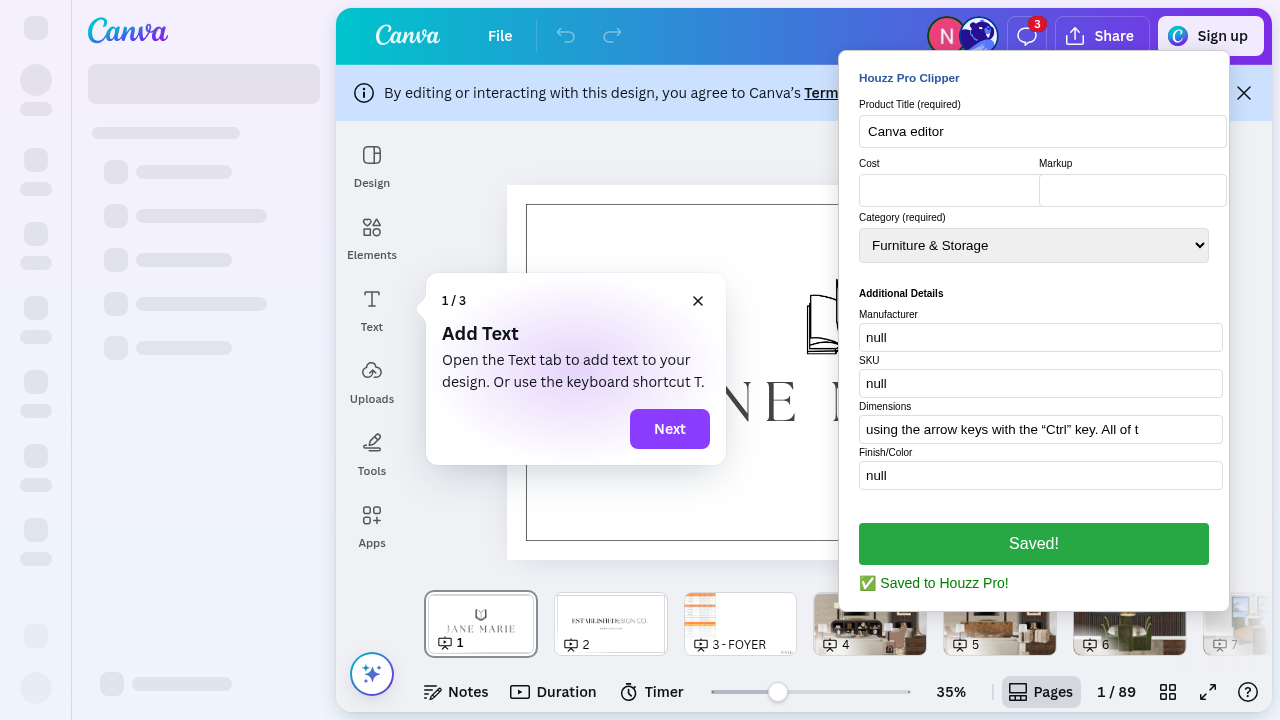 Canva
Canva
File
N
3
Share
C
Sign up
By editing or interacting with this design, you agree to Canva's Term
Design
Elements
Text
Uploads
Tools
Apps
1 / 3
Add Text
Open the Text tab to add text to your
design. Or use the keyboard shortcut T.
Next
NE
Houzz Pro Clipper
Product Title (required)
Canva editor
Cost
Markup
Category (required)
Furniture & Storage
Additional Details
Manufacturer
null
SKU
null
Dimensions
using the arrow keys with the “Ctrl” key. All of t
Finish/Color
null
Saved!
✅ Saved to Houzz Pro!
JANE MARIE
1
ESTABLISHEDESIGN CO.
2
3 - FOYER
4
5
6
7
Notes
Duration
Timer
35%
Pages
1 / 89